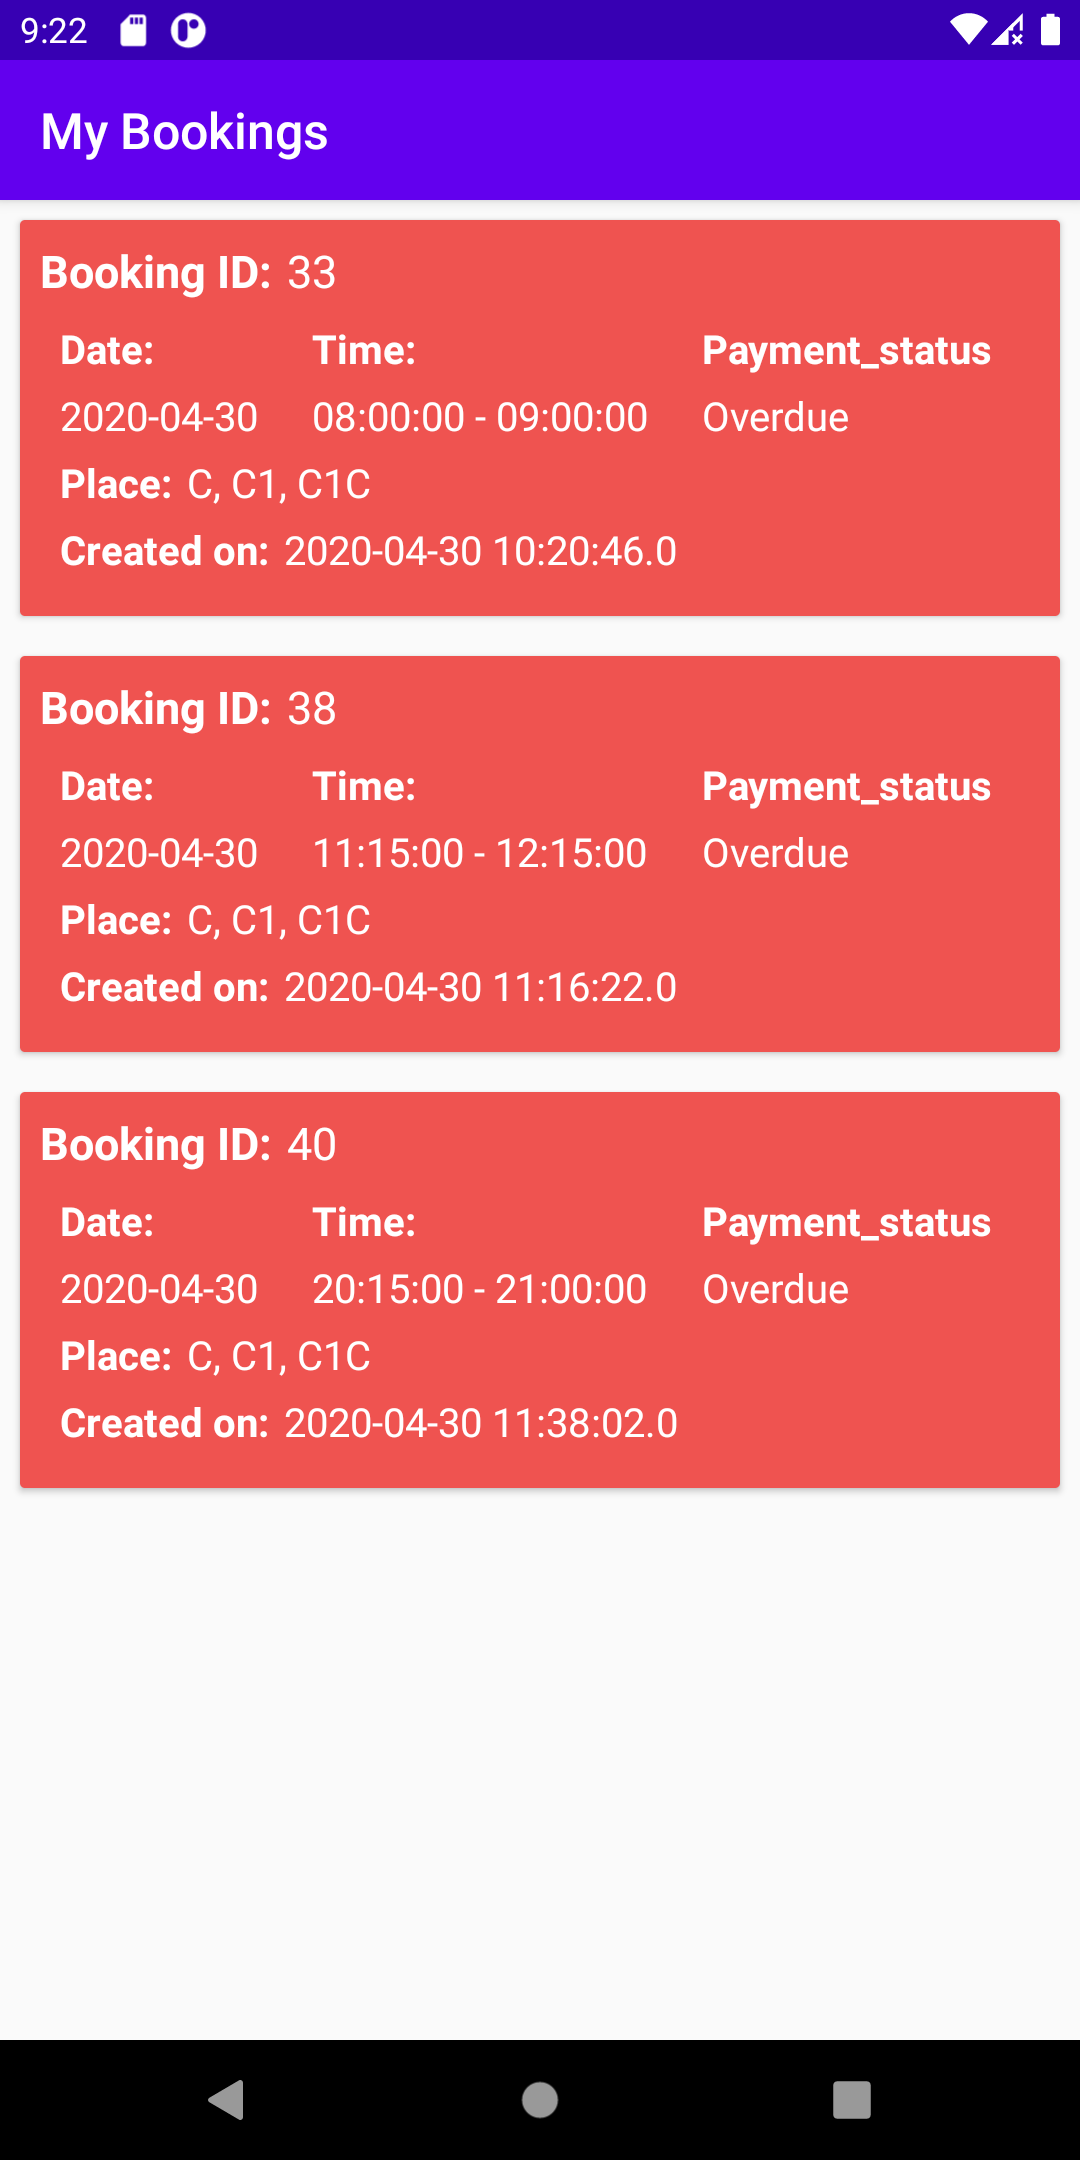 9:22
My Bookings
Booking ID: 33
Date: Time: Payment_status
2020-04-30 08:00:00 - 09:00:00 Overdue
Place: C, C1, C1C
Created on: 2020-04-30 10:20:46.0
Booking ID: 38
Date: Time: Payment_status
2020-04-30 11:15:00 - 12:15:00 Overdue
Place: C, C1, C1C
Created on: 2020-04-30 11:16:22.0
Booking ID: 40
Date: Time: Payment_status
2020-04-30 20:15:00 - 21:00:00 Overdue
Place: C, C1, C1C
Created on: 2020-04-30 11:38:02.0